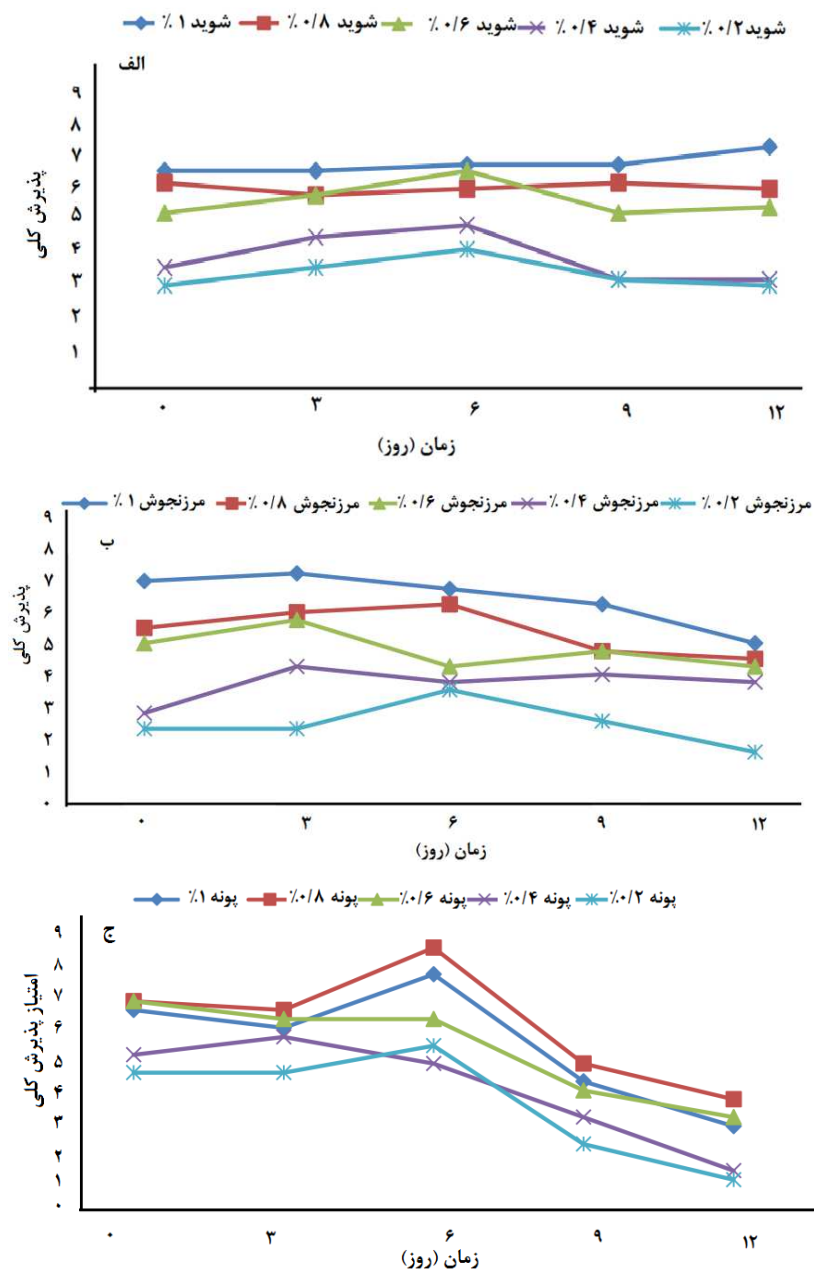 شوید ۱٪ شوید ۰/۸٪ شوید ۰/۶٪ شوید ۰/۴٪ شوید۰/۲٪
الف
۹
۸
۷
۶
۵
۴
۳
۲
۱
پذیرش کلی
۰ ۳ ۶ ۹ ۱۲
زمان (روز)
مرزنجوش ۱٪ مرزنجوش ۰/۸٪ مرزنجوش ۰/۶٪ مرزنجوش ۰/۴٪ مرزنجوش ۰/۲٪
ب
۹
۸
۷
۶
۵
۴
۳
۲
۱
۰
پذیرش کلی
۰ ۳ ۶ ۹ ۱۲
زمان (روز)
پونه ۱٪ پونه ۰/۸٪ پونه ۰/۶٪ پونه ۰/۴٪ پونه ۰/۲٪
ج
۹
۸
۷
۶
۵
۴
۳
۲
۱
۰
امتیاز پذیرش کلی
۰ ۳ ۶ ۹ ۱۲
زمان (روز)